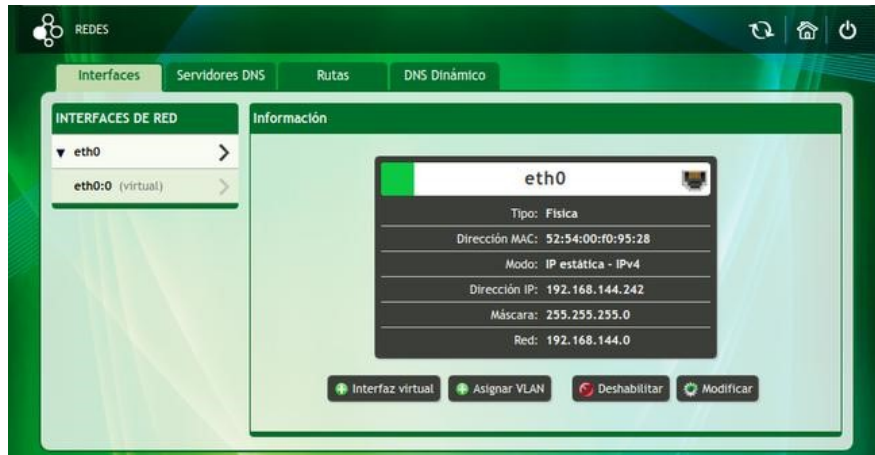 REDES
Interfaces Servidores DNS Rutas DNS Dinámico
INTERFACES DE RED
eth0
eth0:0 (virtual)
Información
eth0
Tipo: Física
Dirección MAC: 52:54:00:f0:95:28
Modo: IP estática - IPv4
Dirección IP: 192.168.144.242
Máscara: 255.255.255.0
Red: 192.168.144.0
Interfaz virtual Asignar VLAN Deshabilitar Modificar